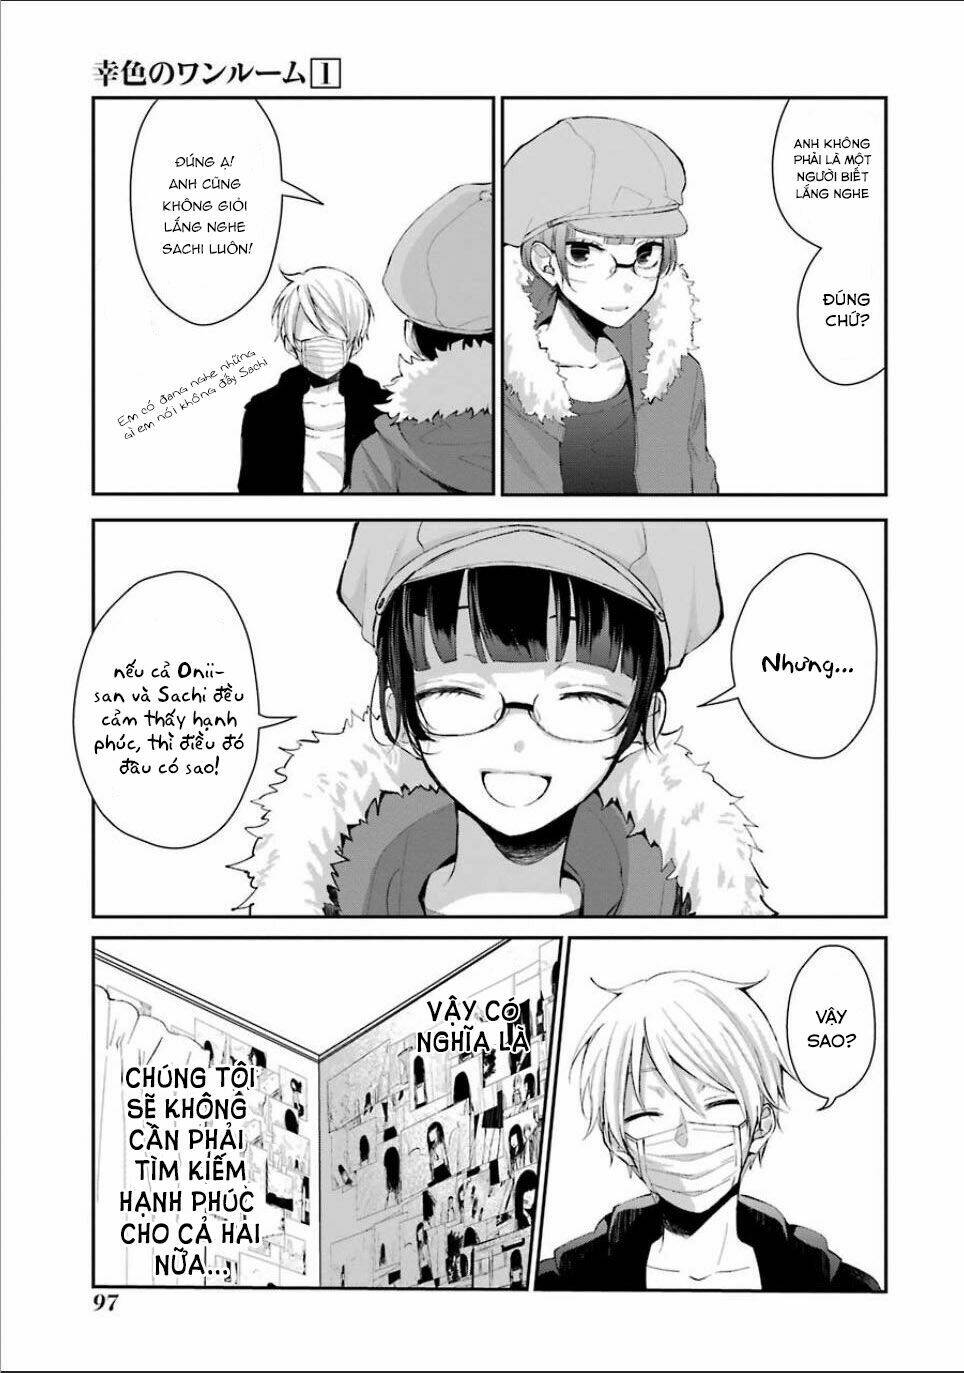 幸色のワンルーム 1
ANH KHÔNG
PHẢI LÀ MỘT
NGƯỜI BIẾT
LẮNG NGHE
ĐÚNG
CHỨ?
ĐÚNG Ạ!
ANH CŨNG
KHÔNG GIỎI
LẮNG NGHE
SACHI LUÔN!
Em có đang nghe những
gì em nói không đấy Sachi
Nhưng...
nếu cả Onii-
san và Sachi đều
cảm thấy hạnh
phúc, thì điều đó
đâu có sao!
VẬY
SAO?
VẬY CÓ
NGHĨA LÀ
CHÚNG TÔI
SẼ KHÔNG
CẦN PHẢI
TÌM KIẾM
HẠNH PHÚC
CHO CẢ HAI
NỮA...
97